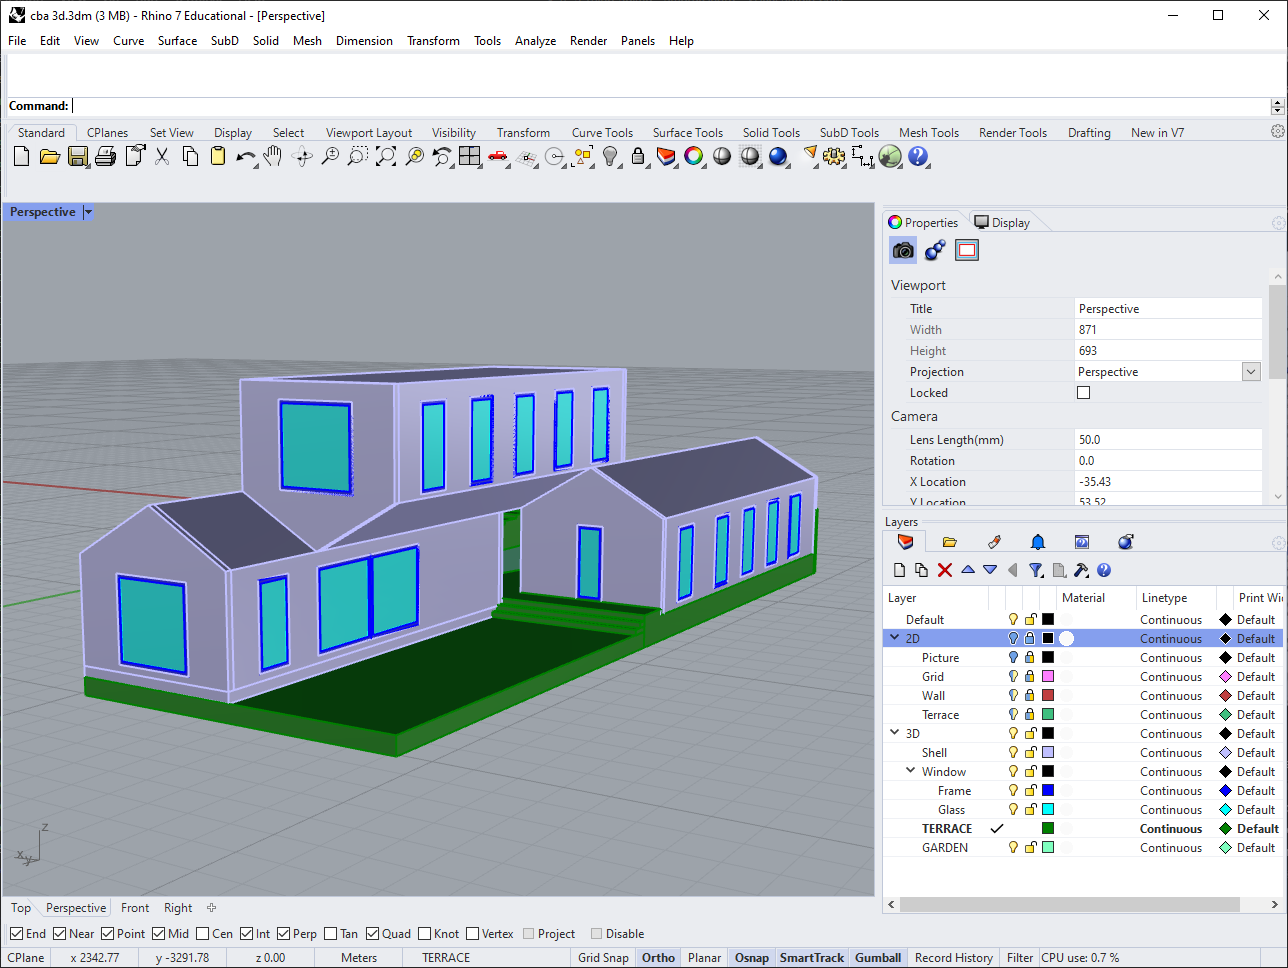 cba 3d.3dm (3 MB) - Rhino 7 Educational - [Perspective]
File Edit View Curve Surface SubD Solid Mesh Dimension Transform Tools Analyze Render Panels Help
Command:
Standard CPlanes Set View Display Select Viewport Layout Visibility Transform Curve Tools Surface Tools Solid Tools SubD Tools Mesh Tools Render Tools Drafting New in V7
Perspective
Properties Display
Viewport
Title Perspective
Width 871
Height 693
Projection Perspective
Locked
Camera
Lens Length(mm) 50.0
Rotation 0.0
X Location -35.43
Y Location 53.52
Layers
Layer Material Linetype Print Wi
Default Continuous Default
2D Continuous Default
Picture Continuous Default
Grid Continuous Default
Wall Continuous Default
Terrace Continuous Default
3D Continuous Default
Shell Continuous Default
Window Continuous Default
Frame Continuous Default
Glass Continuous Default
TERRACE Continuous Default
GARDEN Continuous Default
z
x y
Top Perspective Front Right
End Near Point Mid Cen Int Perp Tan Quad Knot Vertex Project Disable
CPlane x 2342.77 y -3291.78 z 0.00 Meters TERRACE Grid Snap Ortho Planar Osnap SmartTrack Gumball Record History Filter CPU use: 0.7 %